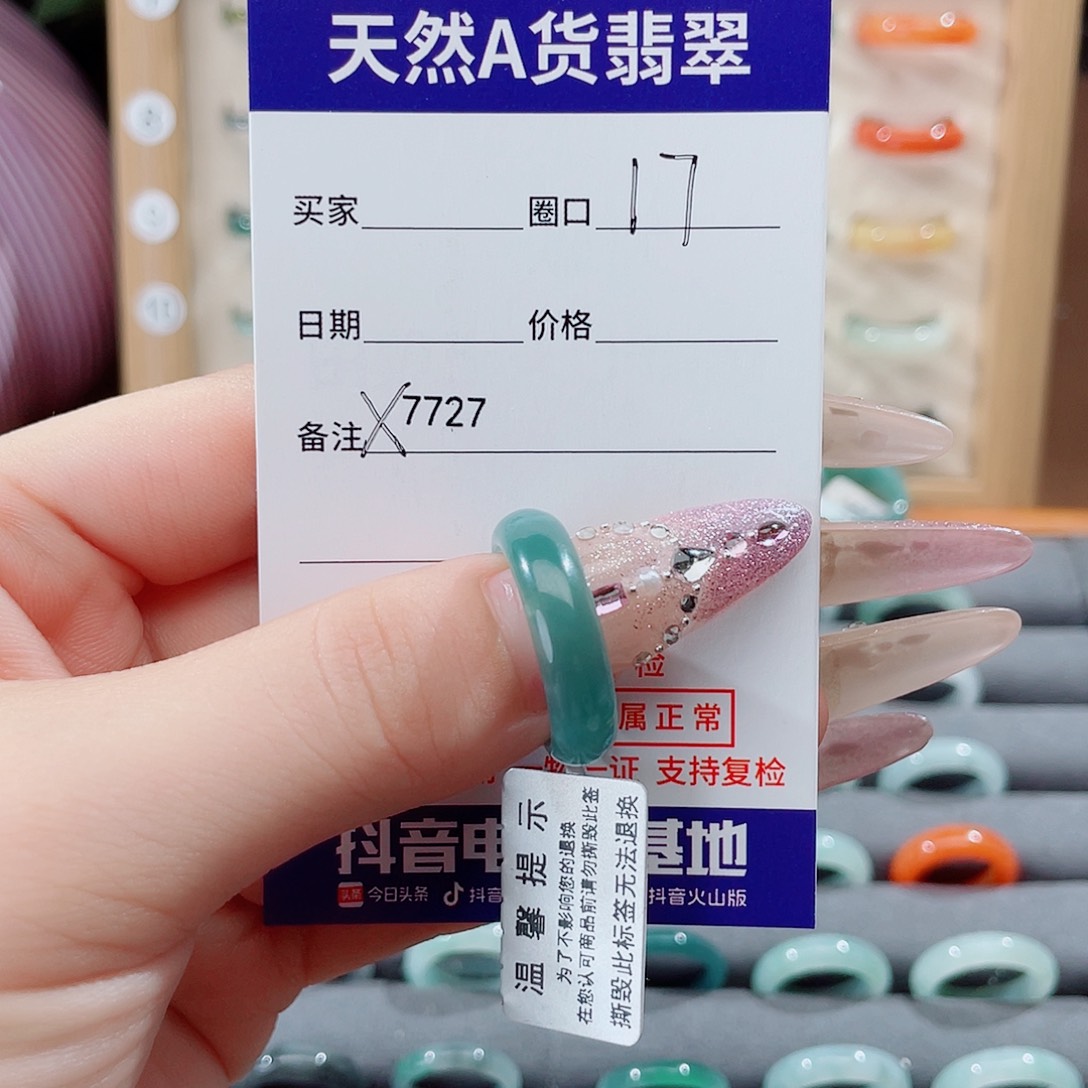 天然A货翡翠
买家 圈口 17
日期 价格
备注 X7727
检
属正常
一证 支持复检
抖音电 基地
头条 今日头条 抖音 抖音火山版
温馨提示
为了不影响您的退换
在您认可商品前请勿撕毁此签
撕毁此标签无法退换